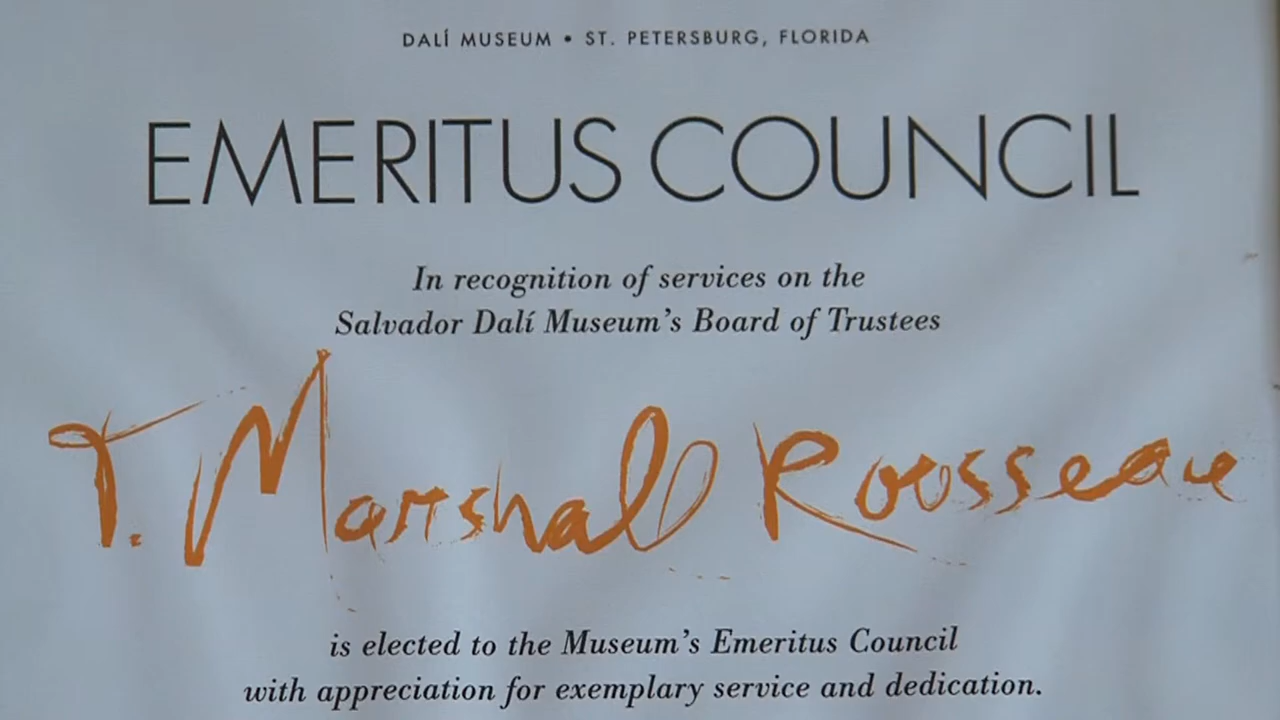 DALÍ MUSEUM • ST. PETERSBURG, FLORIDA
EMERITUS COUNCIL
In recognition of services on the
Salvador Dalí Museum's Board of Trustees
T. Marshall Rousseau
is elected to the Museum's Emeritus Council
with appreciation for exemplary service and dedication.